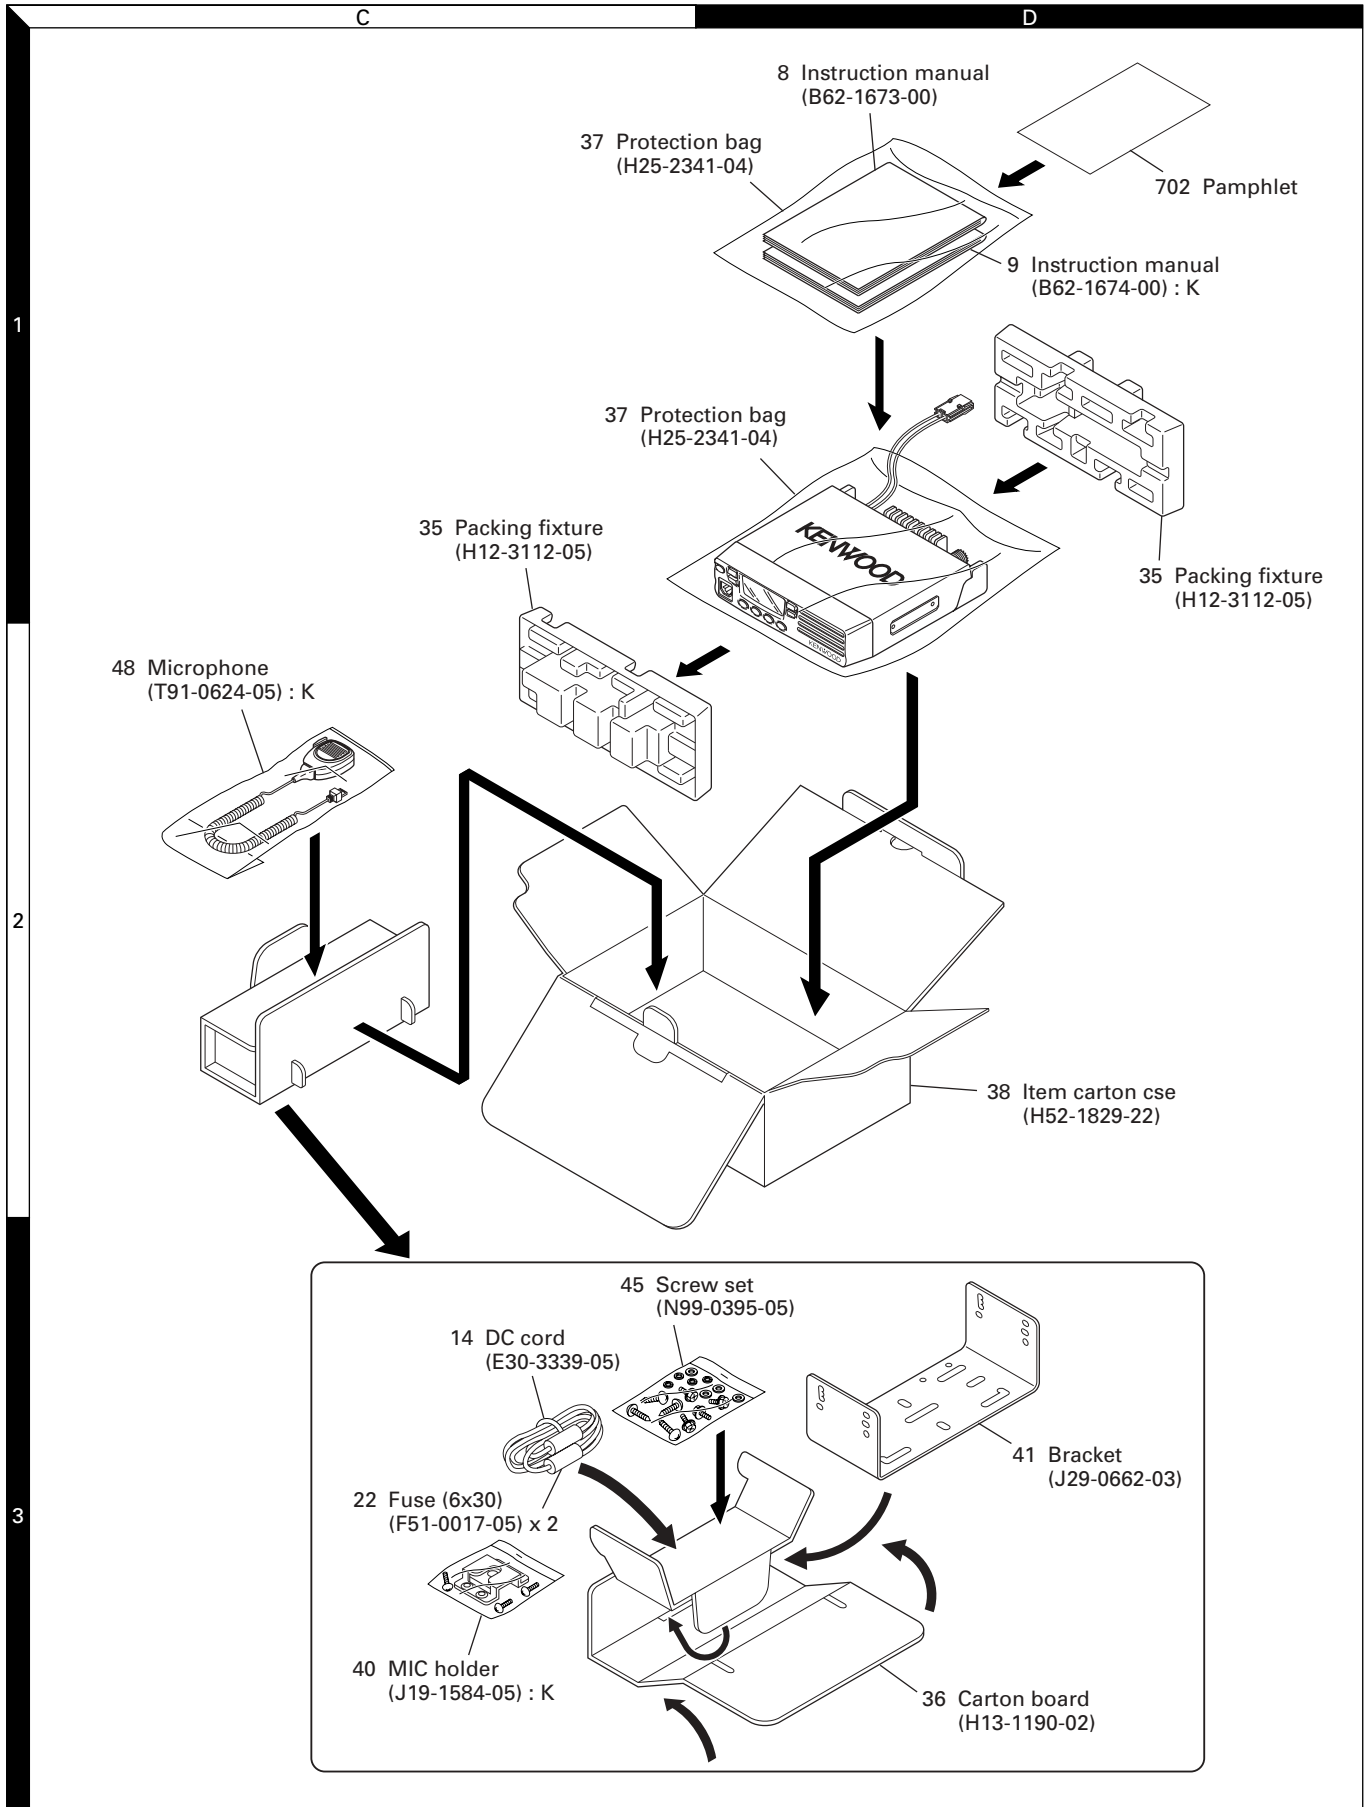 C
D
8 Instruction manual
(B62-1673-00)
37 Protection bag
(H25-2341-04)
702 Pamphlet
9 Instruction manual
(B62-1674-00) : K
1
37 Protection bag
(H25-2341-04)
35 Packing fixture
(H12-3112-05)
KENWOOD
KENWOOD
35 Packing fixture
(H12-3112-05)
48 Microphone
(T91-0624-05) : K
2
38 Item carton cse
(H52-1829-22)
45 Screw set
(N99-0395-05)
14 DC cord
(E30-3339-05)
41 Bracket
(J29-0662-03)
22 Fuse (6x30)
(F51-0017-05) x 2
3
40 MIC holder
(J19-1584-05) : K
36 Carton board
(H13-1190-02)